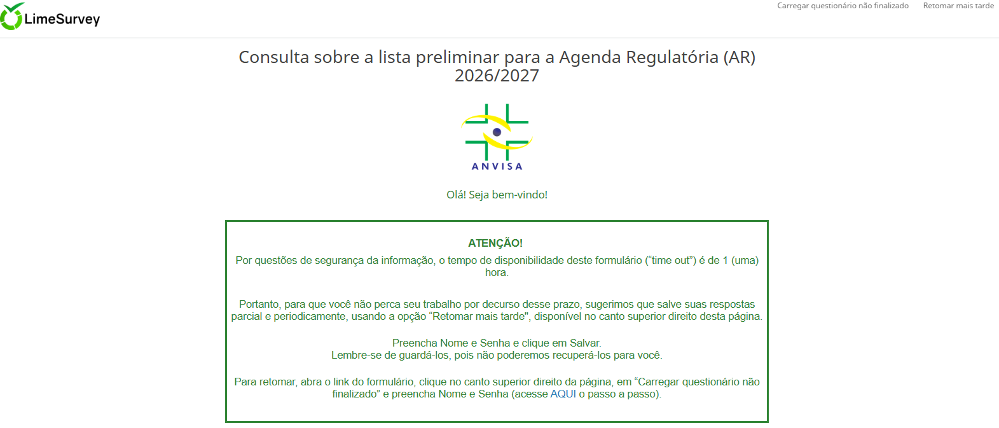 LimeSurvey
Carregar questionário não finalizado
Retomar mais tarde
Consulta sobre a lista preliminar para a Agenda Regulatória (AR)
2026/2027
ANVISA
Olá! Seja bem-vindo!
ATENÇÃO!
Por questões de segurança da informação, o tempo de disponibilidade deste formulário (“time out”) é de 1 (uma)
hora.
Portanto, para que você não perca seu trabalho por decurso desse prazo, sugerimos que salve suas respostas
parcial e periodicamente, usando a opção “Retomar mais tarde", disponível no canto superior direito desta página.
Preencha Nome e Senha e clique em Salvar.
Lembre-se de guardá-los, pois não poderemos recuperá-los para você.
Para retomar, abra o link do formulário, clique no canto superior direito da página, em “Carregar questionário não
finalizado” e preencha Nome e Senha (acesse AQUI o passo a passo).